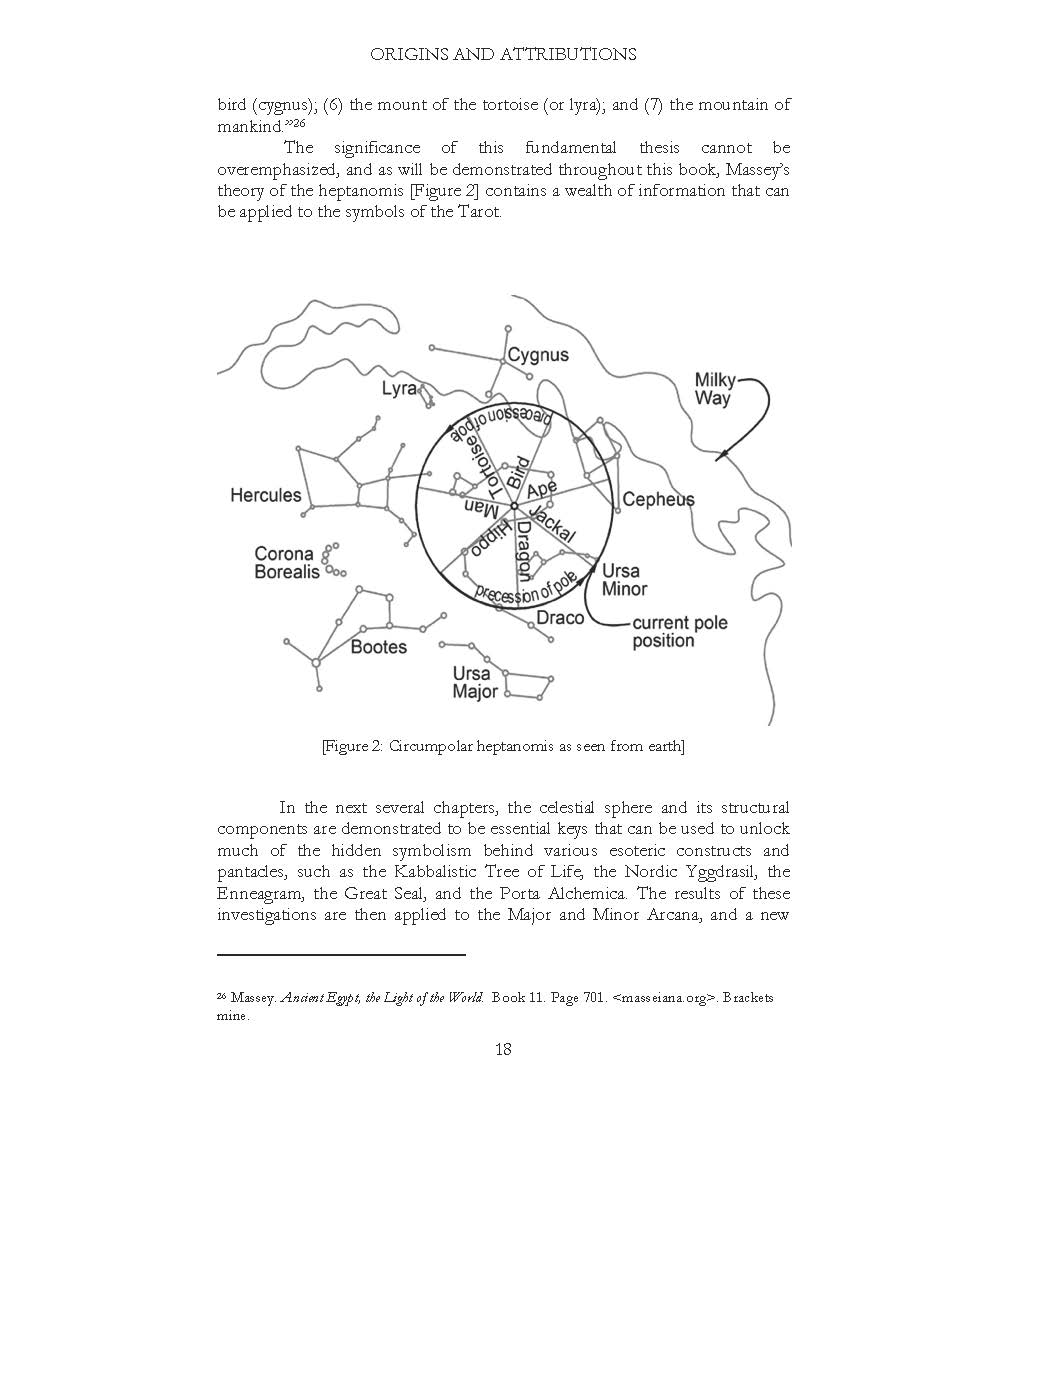 ORIGINS AND ATTRIBUTIONS
bird (cygnus); (6) the mount of the tortoise (or lyra); and (7) the mountain of
mankind.”26
The significance of this fundamental thesis cannot be
overemphasized, and as will be demonstrated throughout this book, Massey’s
theory of the heptanomis [Figure 2] contains a wealth of information that can
be applied to the symbols of the Tarot.
Cygnus
Milky
Way
Lyra
precession of pole
Tortoise
Bird
Ape
Hercules
Man
Cepheus
Jackal
Hippo
Dragon
Corona
Borealis
Ursa
Minor
precession of pole
Draco
current pole
position
Bootes
Ursa
Major
[Figure 2: Circumpolar heptanomis as seen from earth]
In the next several chapters, the celestial sphere and its structural
components are demonstrated to be essential keys that can be used to unlock
much of the hidden symbolism behind various esoteric constructs and
pantacles, such as the Kabbalistic Tree of Life, the Nordic Yggdrasil, the
Enneagram, the Great Seal, and the Porta Alchemica. The results of these
investigations are then applied to the Major and Minor Arcana, and a new
26 Massey. Ancient Egypt, the Light of the World. Book 11. Page 701. <masseiana.org>. Brackets
mine.
18